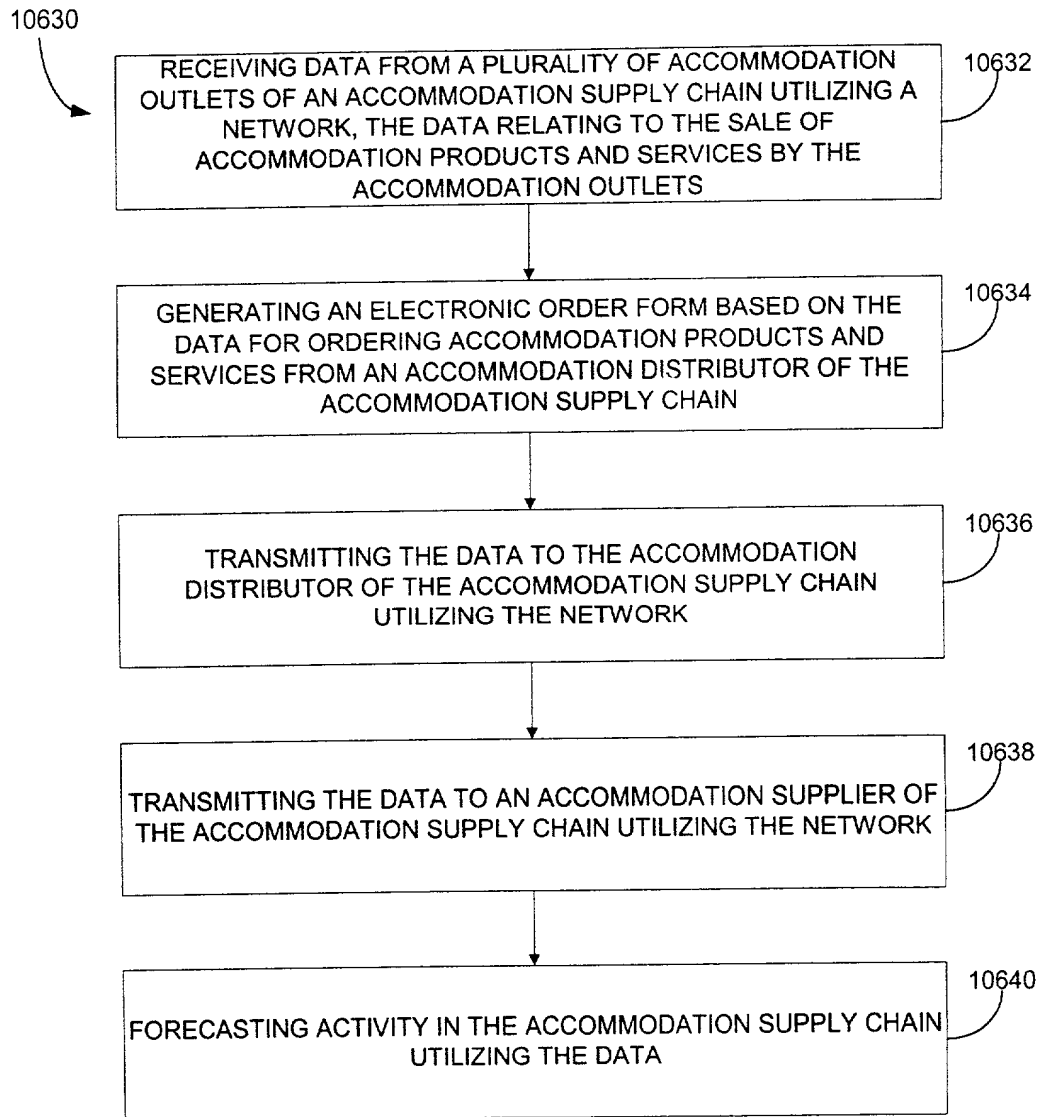 10630
RECEIVING DATA FROM A PLURALITY OF ACCOMMODATION
OUTLETS OF AN ACCOMMODATION SUPPLY CHAIN UTILIZING A
NETWORK, THE DATA RELATING TO THE SALE OF
ACCOMMODATION PRODUCTS AND SERVICES BY THE
ACCOMMODATION OUTLETS
10632
GENERATING AN ELECTRONIC ORDER FORM BASED ON THE
DATA FOR ORDERING ACCOMMODATION PRODUCTS AND
SERVICES FROM AN ACCOMMODATION DISTRIBUTOR OF THE
ACCOMMODATION SUPPLY CHAIN
10634
TRANSMITTING THE DATA TO THE ACCOMMODATION
DISTRIBUTOR OF THE ACCOMMODATION SUPPLY CHAIN
UTILIZING THE NETWORK
10636
TRANSMITTING THE DATA TO AN ACCOMMODATION SUPPLIER OF
THE ACCOMMODATION SUPPLY CHAIN UTILIZING THE NETWORK
10638
FORECASTING ACTIVITY IN THE ACCOMMODATION SUPPLY CHAIN
UTILIZING THE DATA
10640